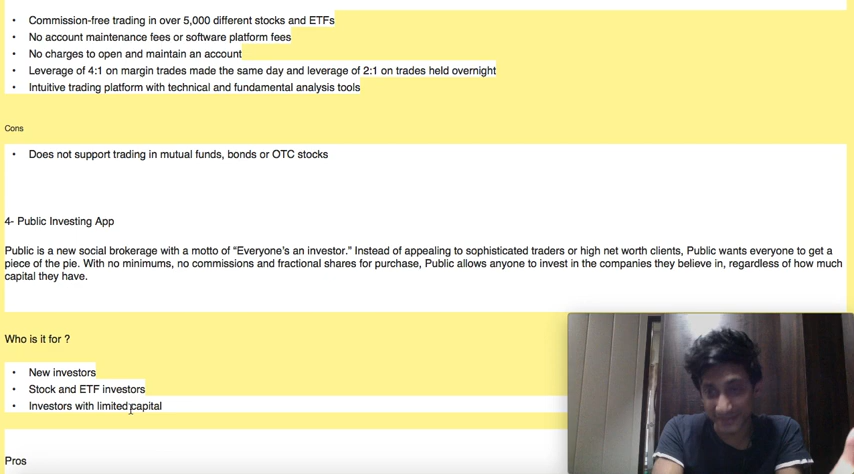 • Commission-free trading in over 5,000 different stocks and ETFs
• No account maintenance fees or software platform fees
• No charges to open and maintain an account
• Leverage of 4:1 on margin trades made the same day and leverage of 2:1 on trades held overnight
• Intuitive trading platform with technical and fundamental analysis tools
Cons
• Does not support trading in mutual funds, bonds or OTC stocks
4- Public Investing App
Public is a new social brokerage with a motto of “Everyone’s an investor.” Instead of appealing to sophisticated traders or high net worth clients, Public wants everyone to get a
piece of the pie. With no minimums, no commissions and fractional shares for purchase, Public allows anyone to invest in the companies they believe in, regardless of how much
capital they have.
Who is it for ?
• New investors
• Stock and ETF investors
• Investors with limited capital
Pros